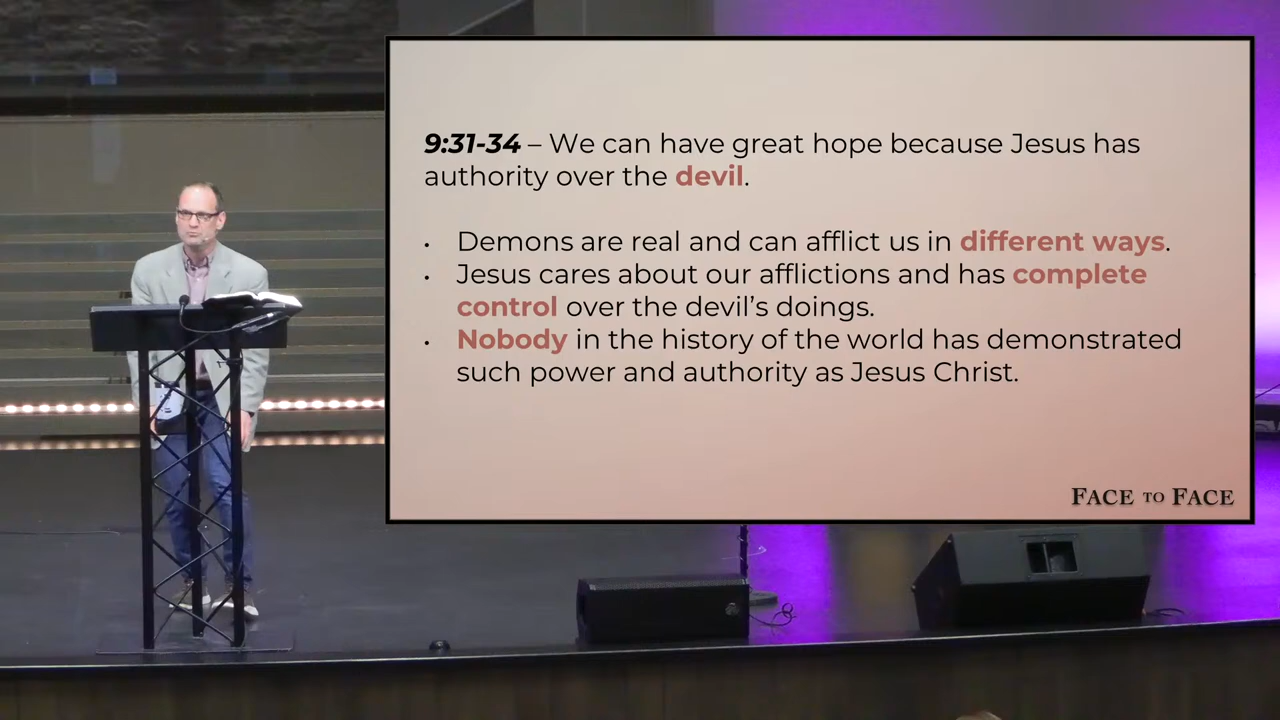 9:31-34 – We can have great hope because Jesus has
authority over the devil.
• Demons are real and can afflict us in different ways.
• Jesus cares about our afflictions and has complete
control over the devil’s doings.
• Nobody in the history of the world has demonstrated
such power and authority as Jesus Christ.
FACE TO FACE